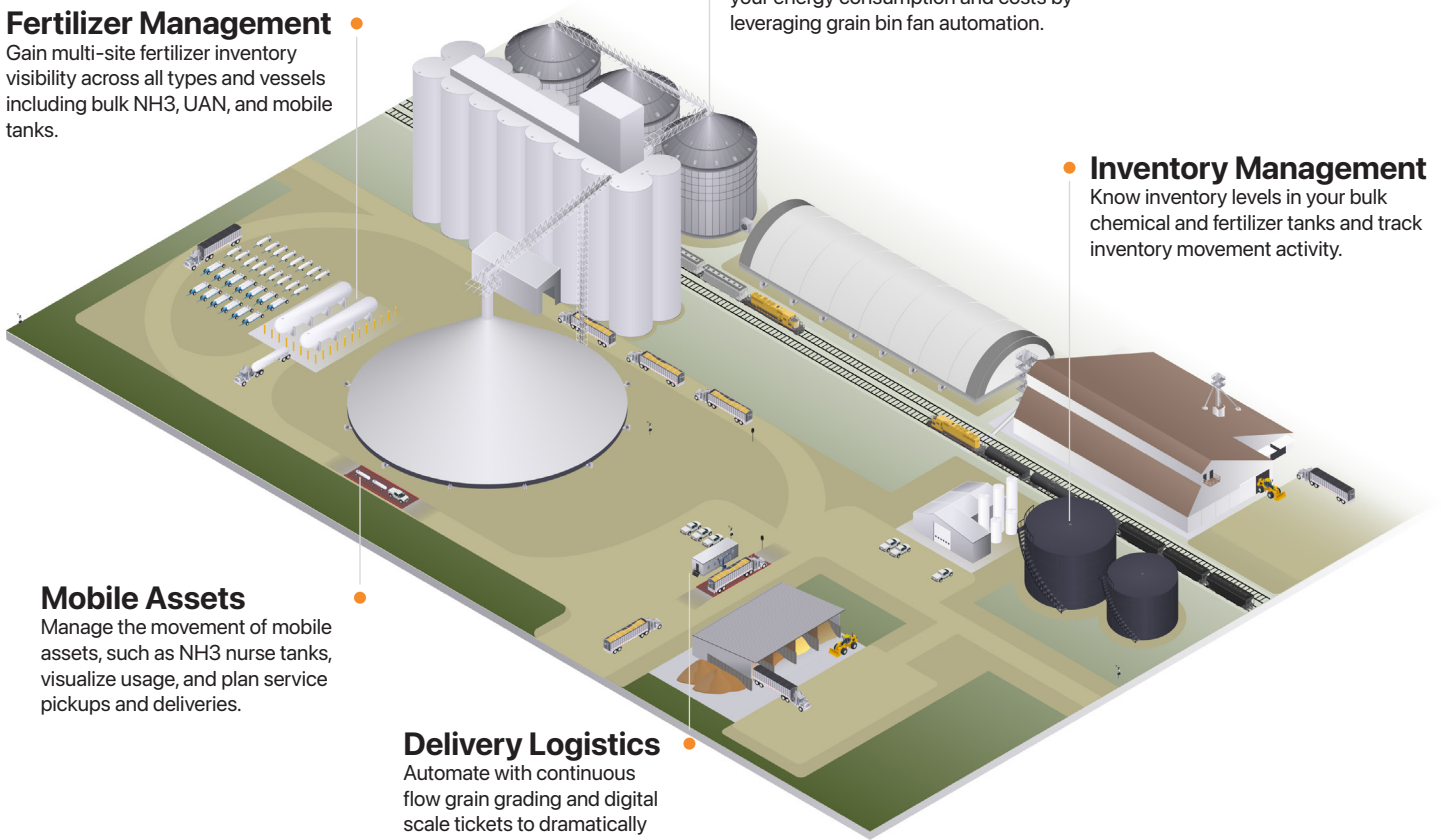 your energy consumption and costs by
leveraging grain bin fan automation.
Fertilizer Management
Gain multi-site fertilizer inventory
visibility across all types and vessels
including bulk NH3, UAN, and mobile
tanks.
Inventory Management
Know inventory levels in your bulk
chemical and fertilizer tanks and track
inventory movement activity.
Mobile Assets
Manage the movement of mobile
assets, such as NH3 nurse tanks,
visualize usage, and plan service
pickups and deliveries.
Delivery Logistics
Automate with continuous
flow grain grading and digital
scale tickets to dramatically